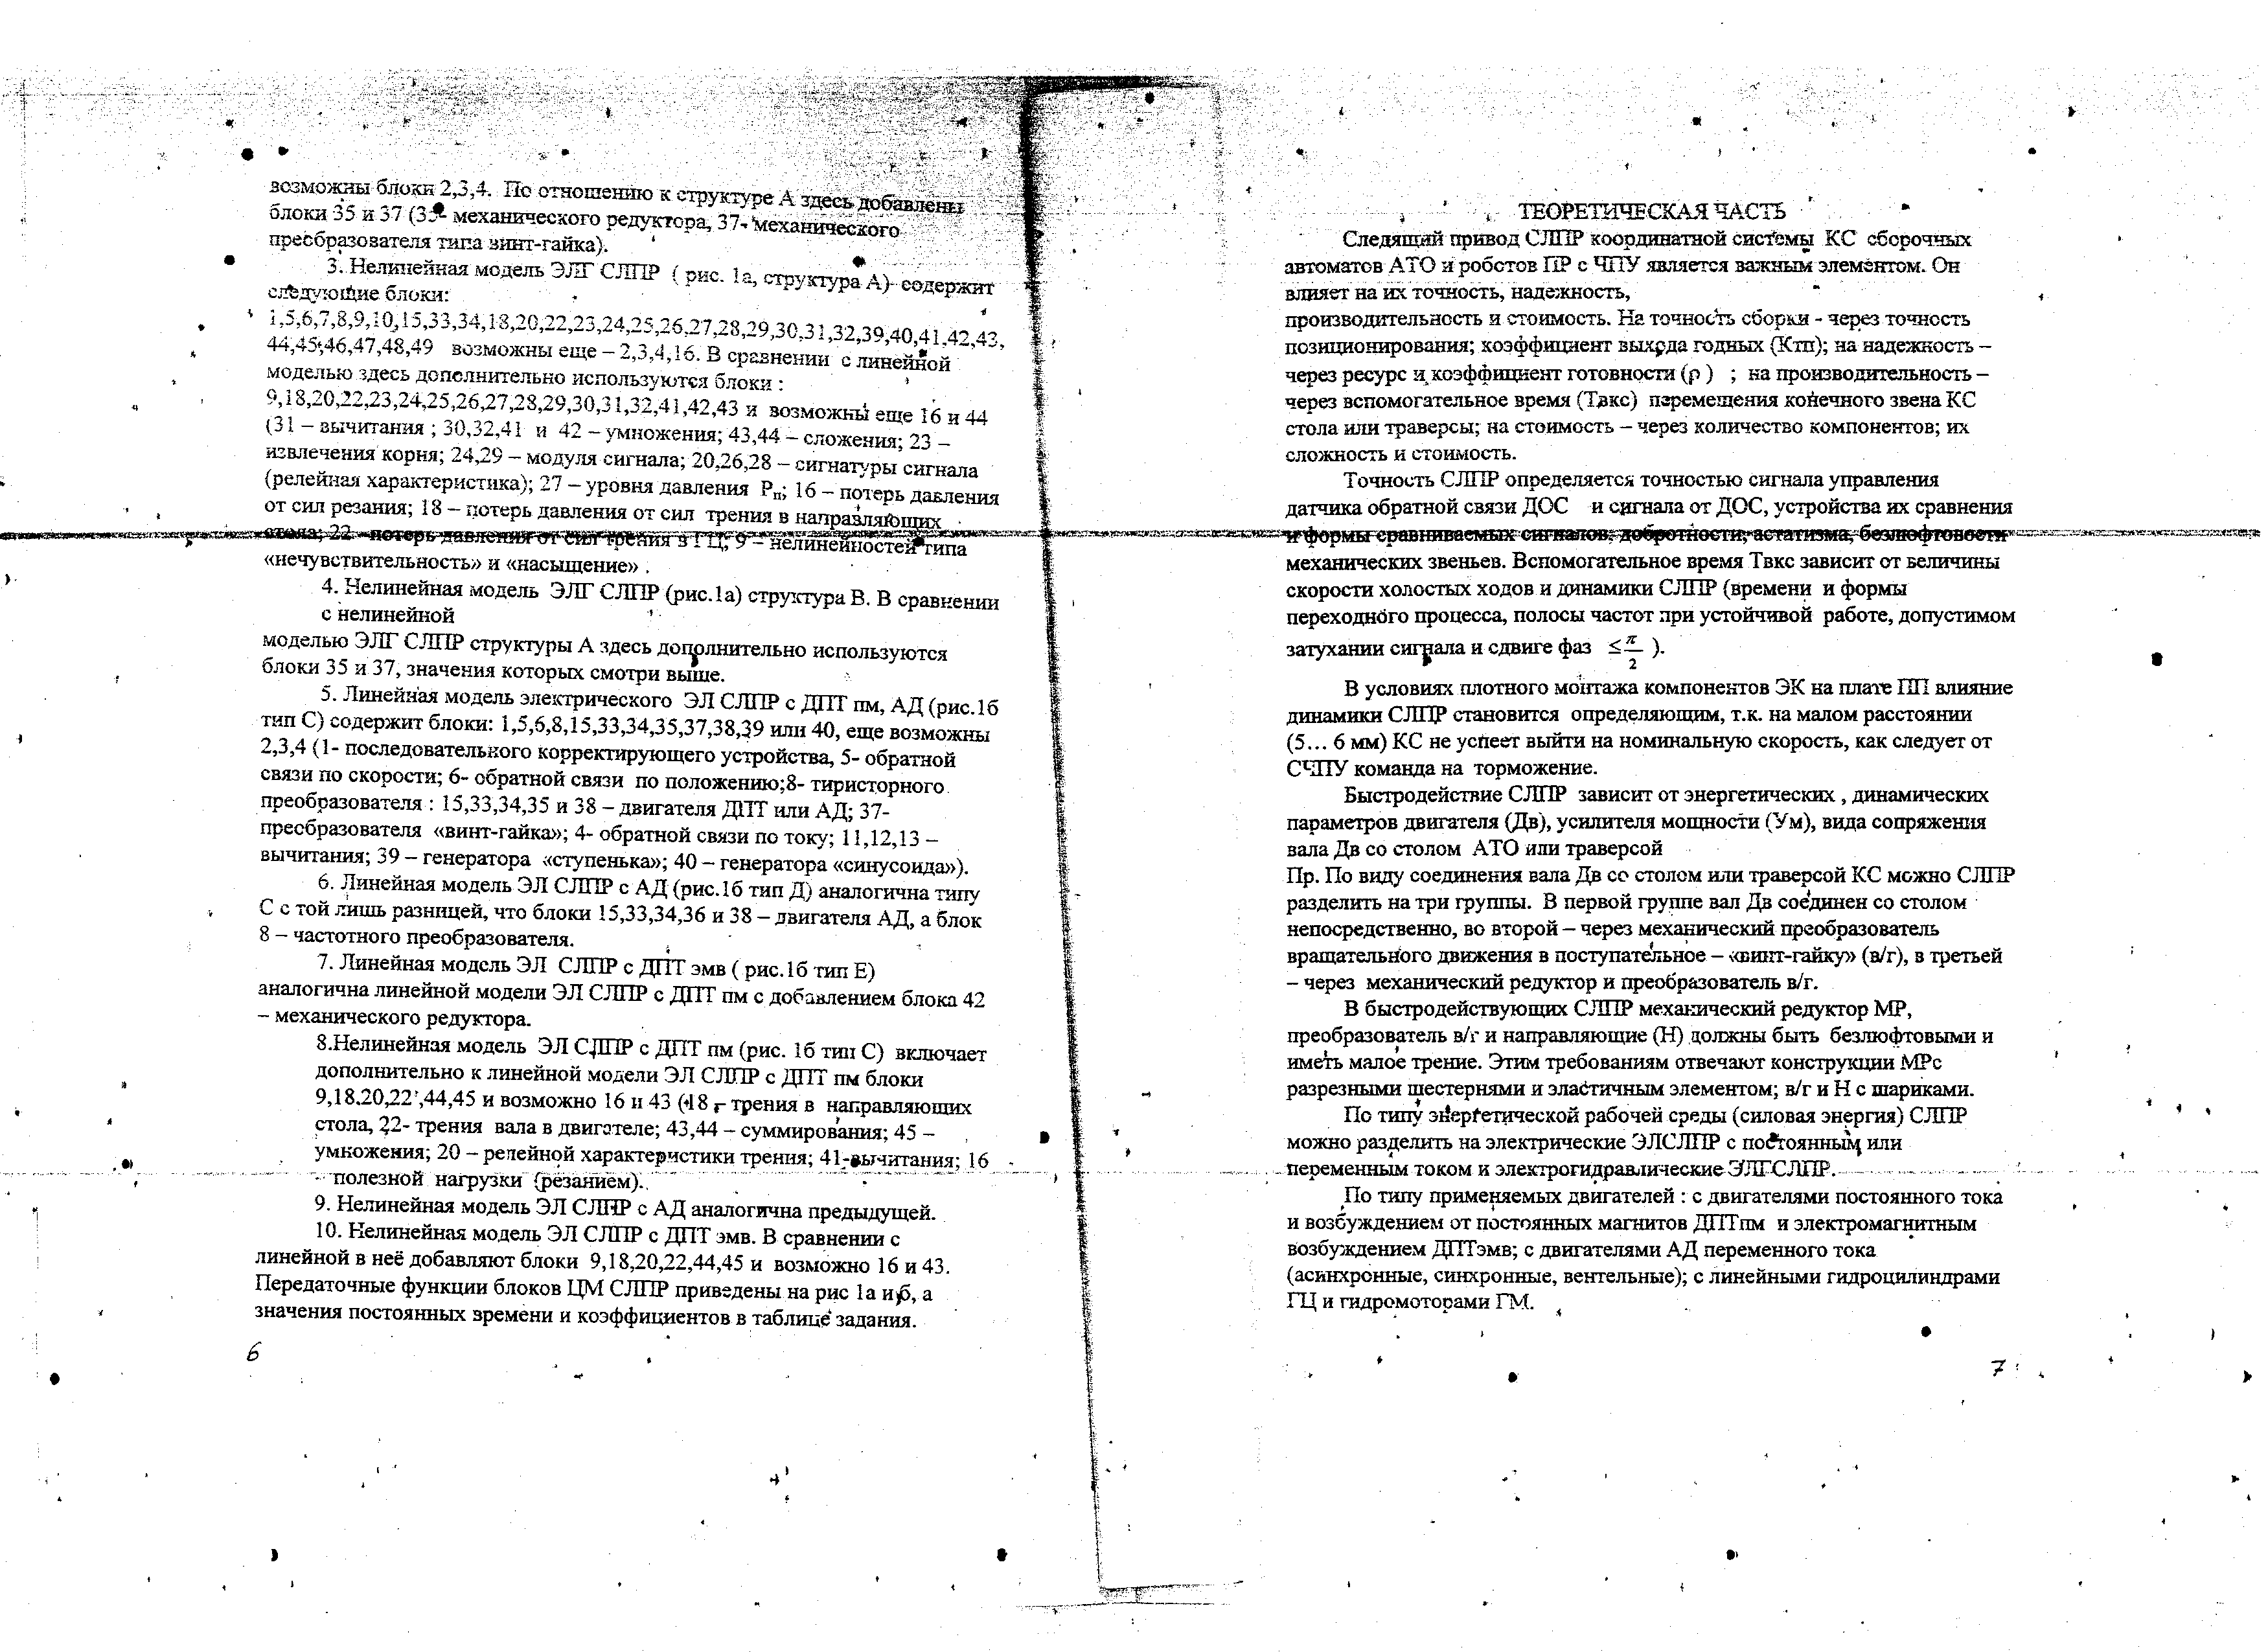 возможны блоки 2,3,4. По отношению к структуре А здесь добавлены
блоки 35 и 37 (35- механического редуктора, 37- механического
преобразователя типа винт-гайка).
3. Нелинейная модель ЭЛГ СЛПР ( рис. 1а, структура А) содержит
следующие блоки:
1,5,6,7,8,9,10,15,33,34,18,20,22,23,24,25,26,27,28,29,30,31,32,39,40,41,42,43,
44,45,46,47,48,49 возможны еще – 2,3,4,16. В сравнении с линейной
моделью здесь дополнительно используются блоки :
9,18,20,22,23,24,25,26,27,28,29,30,31,32,41,42,43 и возможны еще 16 и 44
(31 – вычитания ; 30,32,41 и 42 – умножения; 43,44 – сложения; 23 –
извлечения корня; 24,29 – модуля сигнала; 20,26,28 – сигнатуры сигнала
(релейная характеристика); 27 – уровня давления Рп; 16 – потерь давления
от сил резания; 18 – потерь давления от сил трения в направляющих
стола; 22 –потерь давления от сил трения в ГЦ; 9 – нелинейностей типа
«нечувствительность» и «насыщение» .
4. Нелинейная модель ЭЛГ СЛПР (рис.1а) структура В. В сравнении
с нелинейной
моделью ЭЛГ СЛПР структуры А здесь дополнительно используются
блоки 35 и 37, значения которых смотри выше.
5. Линейная модель электрического ЭЛ СЛПР с ДПТ пм, АД (рис.1б
тип С) содержит блоки: 1,5,6,8,15,33,34,35,37,38,39 или 40, еще возможны
2,3,4 (1- последовательного корректирующего устройства, 5- обратной
связи по скорости; 6- обратной связи по положению;8- тиристорного
преобразователя : 15,33,34,35 и 38 – двигателя ДПТ или АД; 37-
преобразователя «винт-гайка»; 4- обратной связи по току; 11,12,13 –
вычитания; 39 – генератора «ступенька»; 40 – генератора «синусоида»).
6. Линейная модель ЭЛ СЛПР с АД (рис.1б тип Д) аналогична типу
С с той лишь разницей, что блоки 15,33,34,36 и 38 – двигателя АД, а блок
8 – частотного преобразователя.
7. Линейная модель ЭЛ СЛПР с ДПТ эмв ( рис.1б тип Е)
аналогична линейной модели ЭЛ СЛПР с ДПТ пм с добавлением блока 42
– механического редуктора.
8.Нелинейная модель ЭЛ СЛПР с ДПТ пм (рис. 1б тип С) включает
дополнительно к линейной модели ЭЛ СЛПР с ДПТ пм блоки
9,18.20,22,44,45 и возможно 16 и 43 (18 – трения в направляющих
стола, 22- трения вала в двигателе; 43,44 – суммирования; 45 –
умножения; 20 – релейной характеристики трения; 41-вычитания; 16
- полезной нагрузки (резанием).
9. Нелинейная модель ЭЛ СЛПР с АД аналогична предыдущей.
10. Нелинейная модель ЭЛ СЛПР с ДПТ эмв. В сравнении с
линейной в неё добавляют блоки 9,18,20,22,44,45 и возможно 16 и 43.
Передаточные функции блоков ЦМ СЛПР приведены на рис 1а и б, а
значения постоянных времени и коэффициентов в таблице задания.
6
ТЕОРЕТИЧЕСКАЯ ЧАСТЬ
Следящий привод СЛПР координатной системы КС сборочных
автоматов АТО и роботов ПР с ЧПУ является важным элементом. Он
влияет на их точность, надежность,
производительность и стоимость. На точность сборки - через точность
позиционирования; коэффициент выхода годных (Ктп); на надежность –
через ресурс и коэффициент готовности (ρ ) ; на производительность –
через вспомогательное время (Твкс) перемещения конечного звена КС
стола или траверсы; на стоимость – через количество компонентов; их
сложность и стоимость.
Точность СЛПР определяется точностью сигнала управления
датчика обратной связи ДОС и сигнала от ДОС, устройства их сравнения
и формы сравниваемых сигналов; добротности; астатизма, безлюфтовости
механических звеньев. Вспомогательное время Твкс зависит от величины
скорости холостых ходов и динамики СЛПР (времени и формы
переходного процесса, полосы частот при устойчивой работе, допустимом
затухании сигнала и сдвиге фаз ≤ π/2 ).
В условиях плотного монтажа компонентов ЭК на плате ПП влияние
динамики СЛПР становится определяющим, т.к. на малом расстоянии
(5... 6 мм) КС не успеет выйти на номинальную скорость, как следует от
СЧПУ команда на торможение.
Быстродействие СЛПР зависит от энергетических , динамических
параметров двигателя (Дв), усилителя мощности (Ум), вида сопряжения
вала Дв со столом АТО или траверсой
Пр. По виду соединения вала Дв со столом или траверсой КС можно СЛПР
разделить на три группы. В первой группе вал Дв соединен со столом
непосредственно, во второй – через механический преобразователь
вращательного движения в поступательное – «винт-гайку» (в/г), в третьей
– через механический редуктор и преобразователь в/г.
В быстродействующих СЛПР механический редуктор МР,
преобразователь в/г и направляющие (Н) должны быть безлюфтовыми и
иметь малое трение. Этим требованиям отвечают конструкции МРс
разрезными шестернями и эластичным элементом; в/г и Н с шариками.
По типу энергетической рабочей среды (силовая энергия) СЛПР
можно разделить на электрические ЭЛСЛПР с постоянным или
переменным током и электрогидравлические ЭЛГСЛПР.
По типу применяемых двигателей : с двигателями постоянного тока
и возбуждением от постоянных магнитов ДПТпм и электромагнитным
возбуждением ДПТэмв; с двигателями АД переменного тока
(асинхронные, синхронные, вентельные); с линейными гидроцилиндрами
ГЦ и гидромоторами ГМ.
7